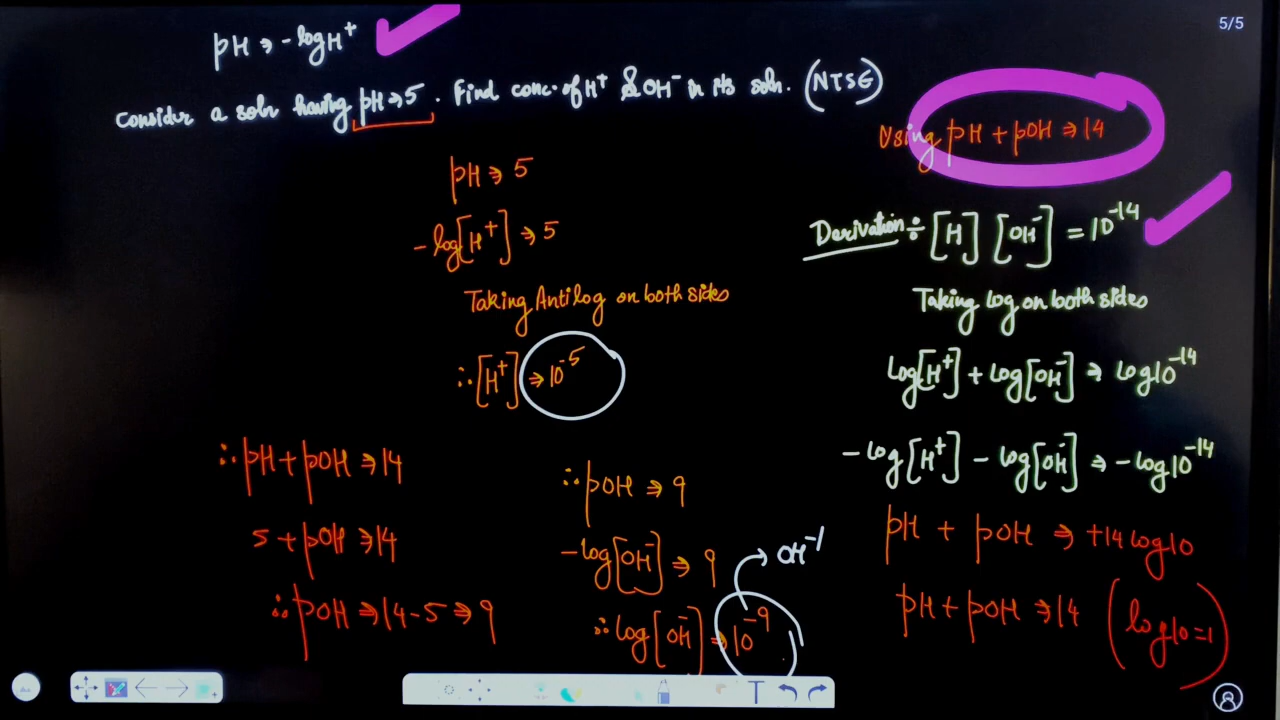 5/5
pH ⇒ -log H⁺
Consider a soln having pH ⇒ 5. Find conc. of H⁺ & OH⁻ in its soln. (NTSE)
pH ⇒ 5
-log[H⁺] ⇒ 5
Taking Antilog on both sides
∴ [H⁺] ⇒ 10⁻⁵
∴ pH + pOH ⇒ 14
5 + pOH ⇒ 14
∴ pOH ⇒ 14-5 ⇒ 9
∴ pOH ⇒ 9
-log[OH⁻] ⇒ 9
∴ log[OH⁻] ⇒ 10⁻⁹
→ OH⁻¹
Using pH + pOH ⇒ 14
Derivation ÷ [H] [OH⁻] = 10⁻¹⁴
Taking log on both sides
log[H⁺] + log[OH⁻] ⇒ log10⁻¹⁴
-log[H⁺] - log[OH⁻] ⇒ -log10⁻¹⁴
pH + pOH ⇒ +14 log10
pH + pOH ⇒ 14 (log10=1)
T